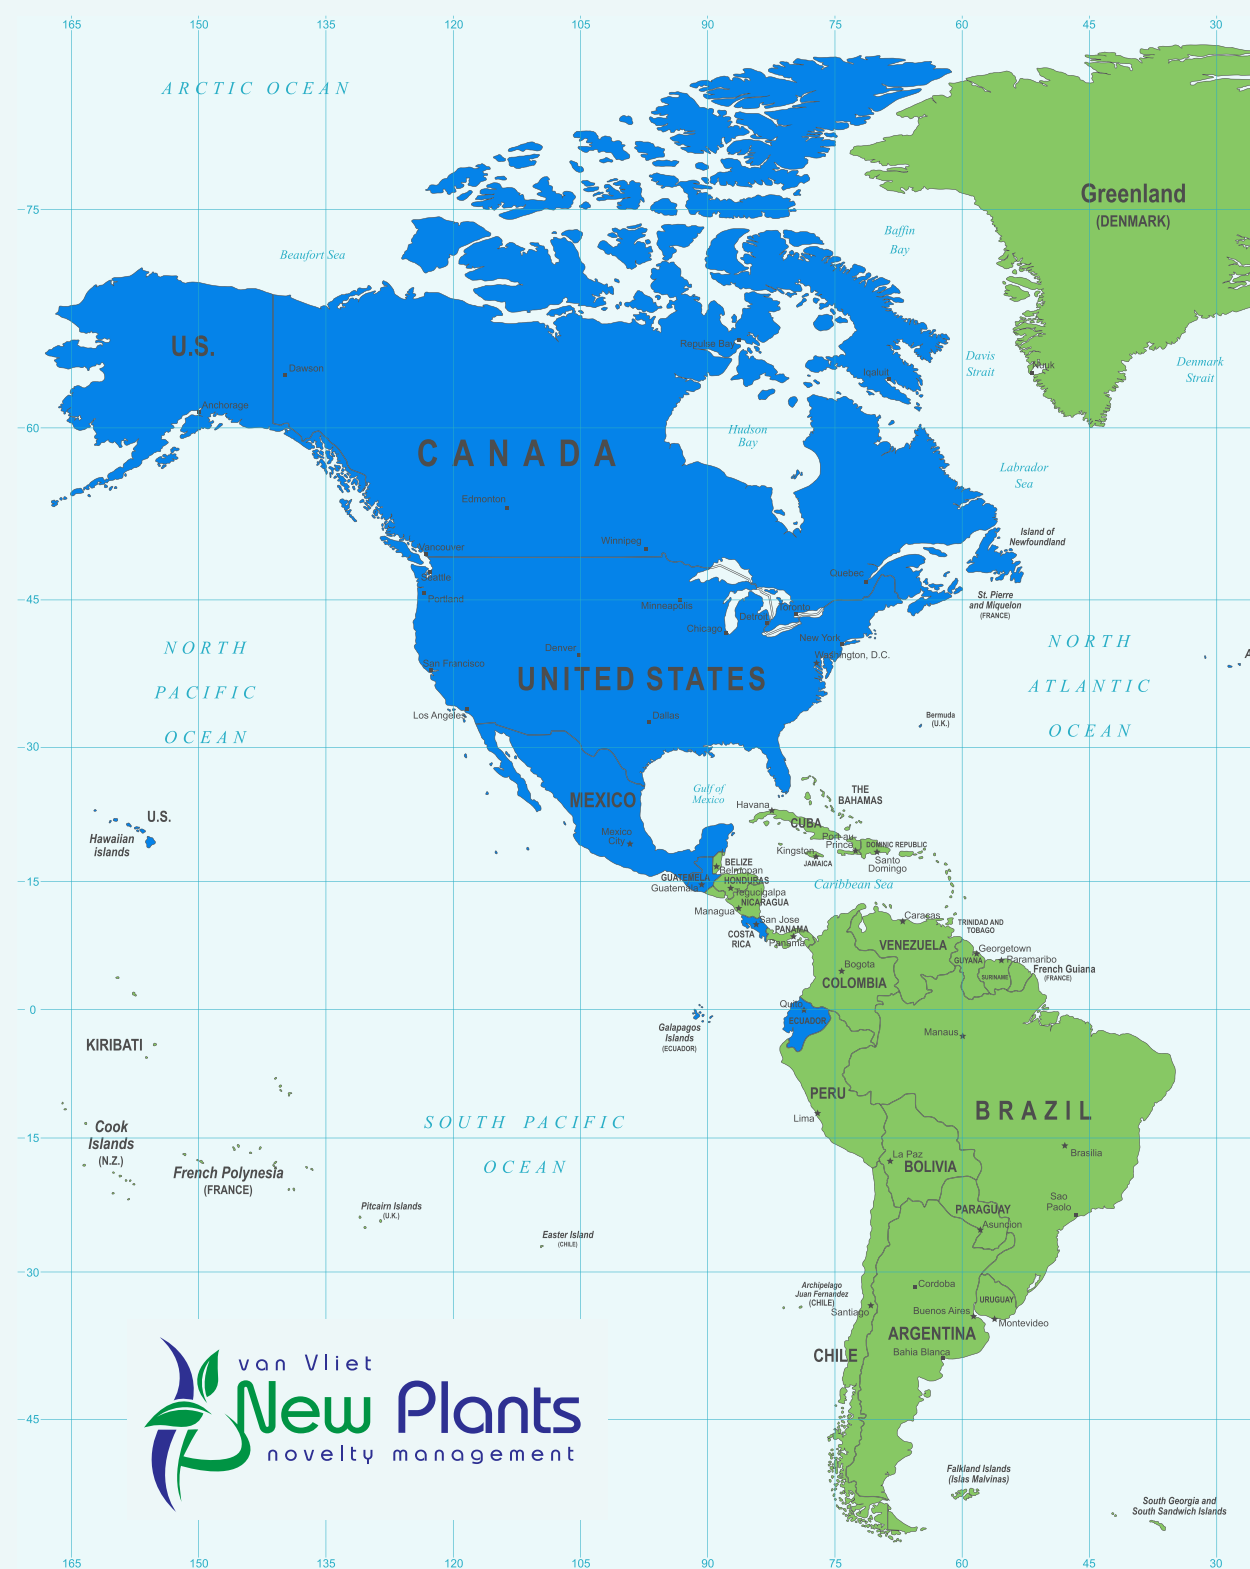 165 150 135 120 105 90 75 60 45 30
ARCTIC OCEAN
75
Greenland
(DENMARK)
Baffin
Bay
Beaufort Sea
U.S.
Repulse Bay
Davis
Strait
Denmark
Strait
Nuuk
Dawson
Iqaluit
Anchorage
60
Hudson
Bay
CANADA
Labrador
Sea
Edmonton
Island of
Newfoundland
Winnipeg
Vancouver
Quebec
Seattle
St. Pierre
and Miquelon
(FRANCE)
45
Portland
Minneapolis
Toronto
Detroit
Chicago
New York
NORTH
PACIFIC
OCEAN
NORTH
ATLANTIC
OCEAN
Denver
Washington, D.C.
A
San Francisco
UNITED STATES
Los Angeles
Dallas
Bermuda
(U.K.)
30
Gulf of
Mexico
THE
BAHAMAS
MEXICO
Havana
U.S.
CUBA
Hawaiian
islands
Mexico
City
Port-au
Prince
DOMINIC REPUBLIC
Kingston
JAMAICA
Santo
Domingo
BELIZE
Belmopan
15
GUATEMELA
HONDURAS
Caribbean Sea
Guatemala
Tegucigalpa
NICARAGUA
Managua
San Jose
Caracas
TRINIDAD AND
TOBAGO
COSTA
RICA
PANAMA
Panama
VENEZUELA
Georgetown
GUYANA
Paramaribo
Bogota
French Guiana
(FRANCE)
SURINAME
COLOMBIA
0
Quito
ECUADOR
Galapagos
Islands
(ECUADOR)
Manaus
KIRIBATI
PERU
BRAZIL
Lima
SOUTH PACIFIC
OCEAN
Cook
Islands
(N.Z.)
15
Brasilia
La Paz
BOLIVIA
French Polynesia
(FRANCE)
Sao
Paolo
Pitcairn Islands
(U.K.)
PARAGUAY
Asuncion
Easter Island
(CHILE)
30
Archipelago
Juan Fernandez
(CHILE)
Cordoba
URUGUAY
Santiago
Buenos Aires
Montevideo
ARGENTINA
CHILE
Bahia Blanca
van Vliet
New Plants
novelty management
45
Falkland Islands
(Islas Malvinas)
South Georgia and
South Sandwich Islands
165 150 135 120 105 90 75 60 45 30